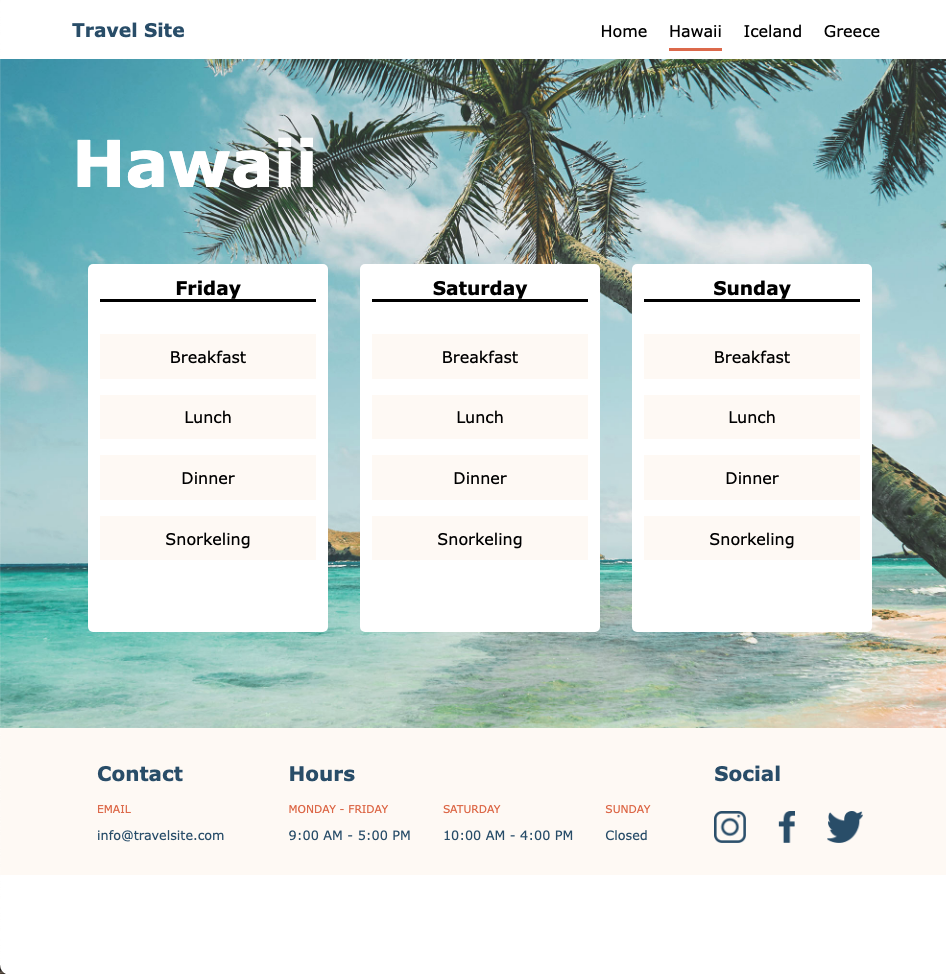 Travel Site
Home Hawaii Iceland Greece
Hawaii
Friday
Breakfast
Lunch
Dinner
Snorkeling
Saturday
Breakfast
Lunch
Dinner
Snorkeling
Sunday
Breakfast
Lunch
Dinner
Snorkeling
Contact
EMAIL
info@travelsite.com
Hours
MONDAY - FRIDAY
9:00 AM - 5:00 PM
SATURDAY
10:00 AM - 4:00 PM
SUNDAY
Closed
Social